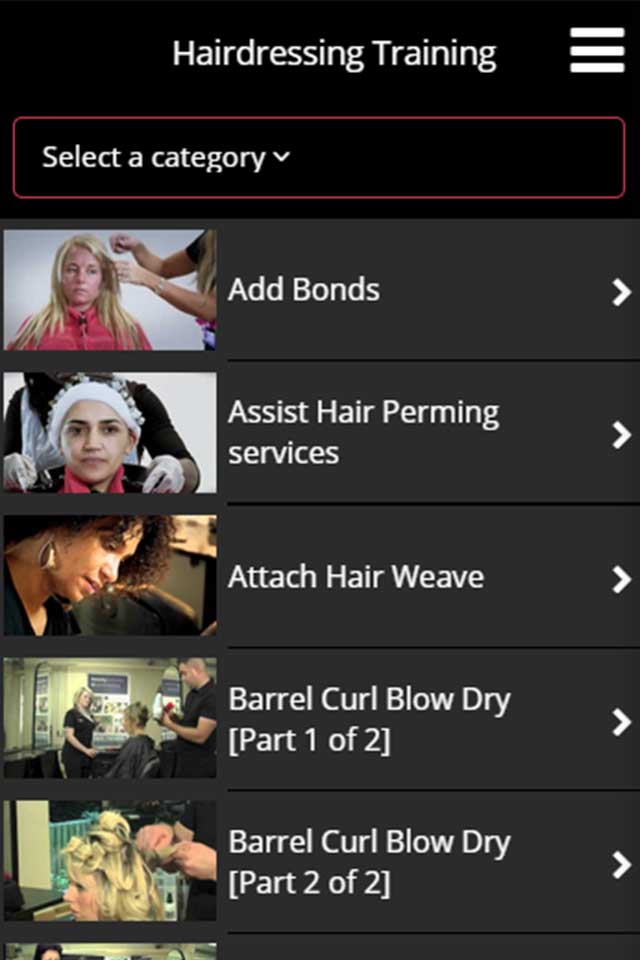 Hairdressing Training
Select a category
Add Bonds
Assist Hair Perming
services
Attach Hair Weave
Barrel Curl Blow Dry
[Part 1 of 2]
Barrel Curl Blow Dry
[Part 2 of 2]